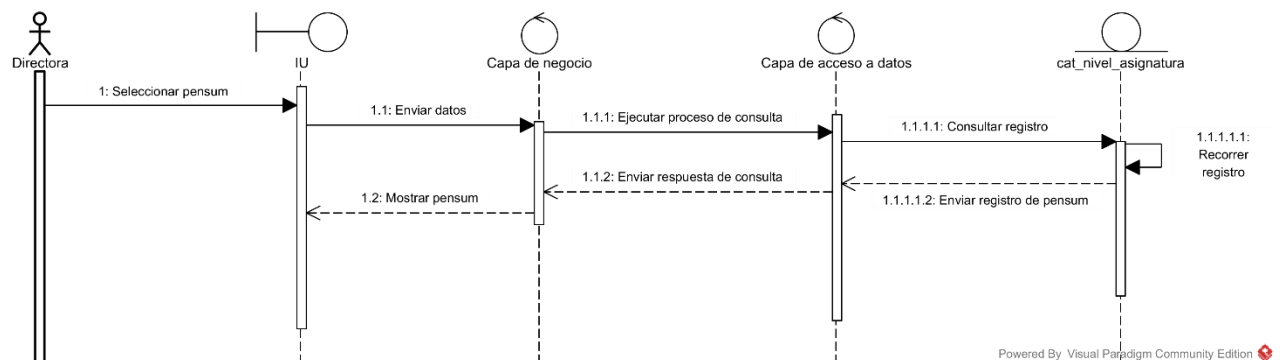 Directora
IU
Capa de negocio
Capa de acceso a datos
cat_nivel_asignatura
1: Seleccionar pensum
1.1: Enviar datos
1.1.1: Ejecutar proceso de consulta
1.1.1.1: Consultar registro
1.1.1.1.1:
Recorrer
registro
1.1.2: Enviar respuesta de consulta
1.2: Mostrar pensum
1.1.1.1.2: Enviar registro de pensum
Powered By Visual Paradigm Community Edition